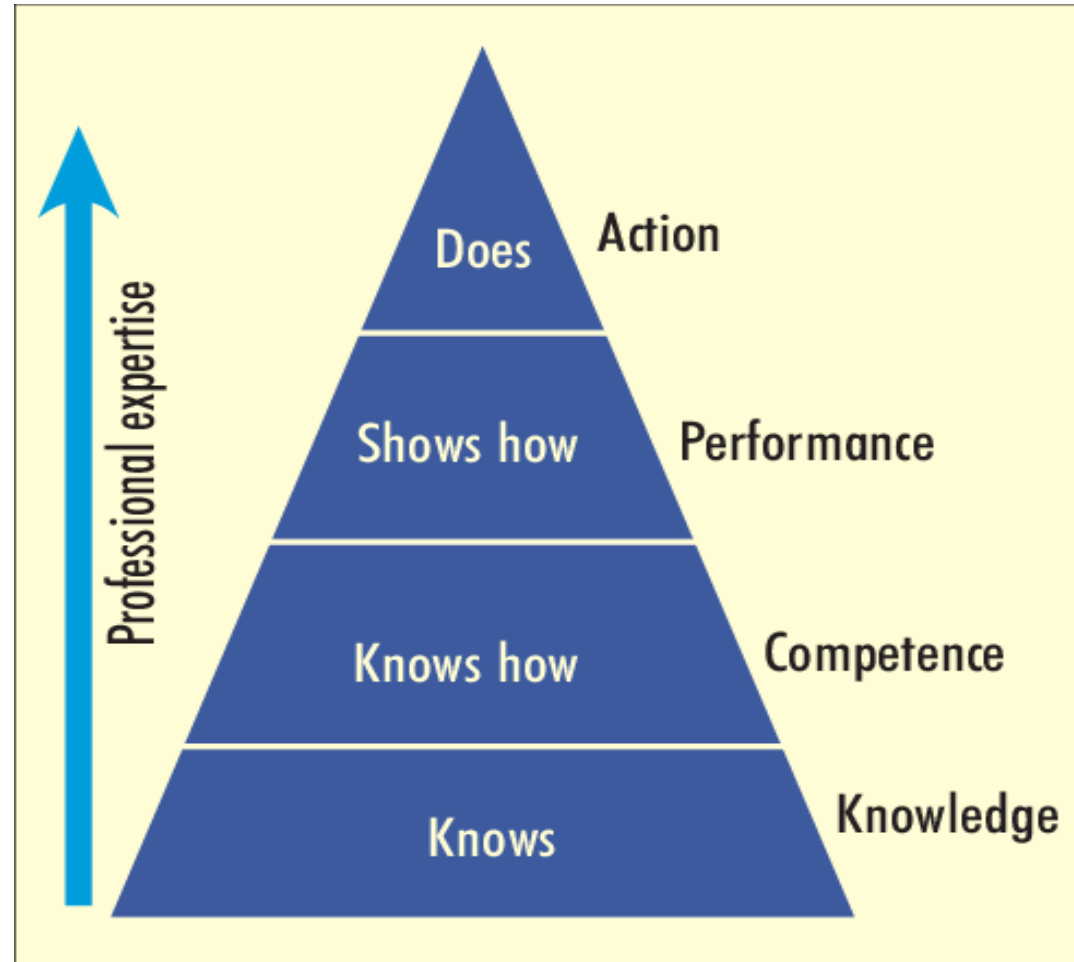 Does
Action
Shows how
Performance
Knows how
Competence
Knows
Knowledge
Professional expertise